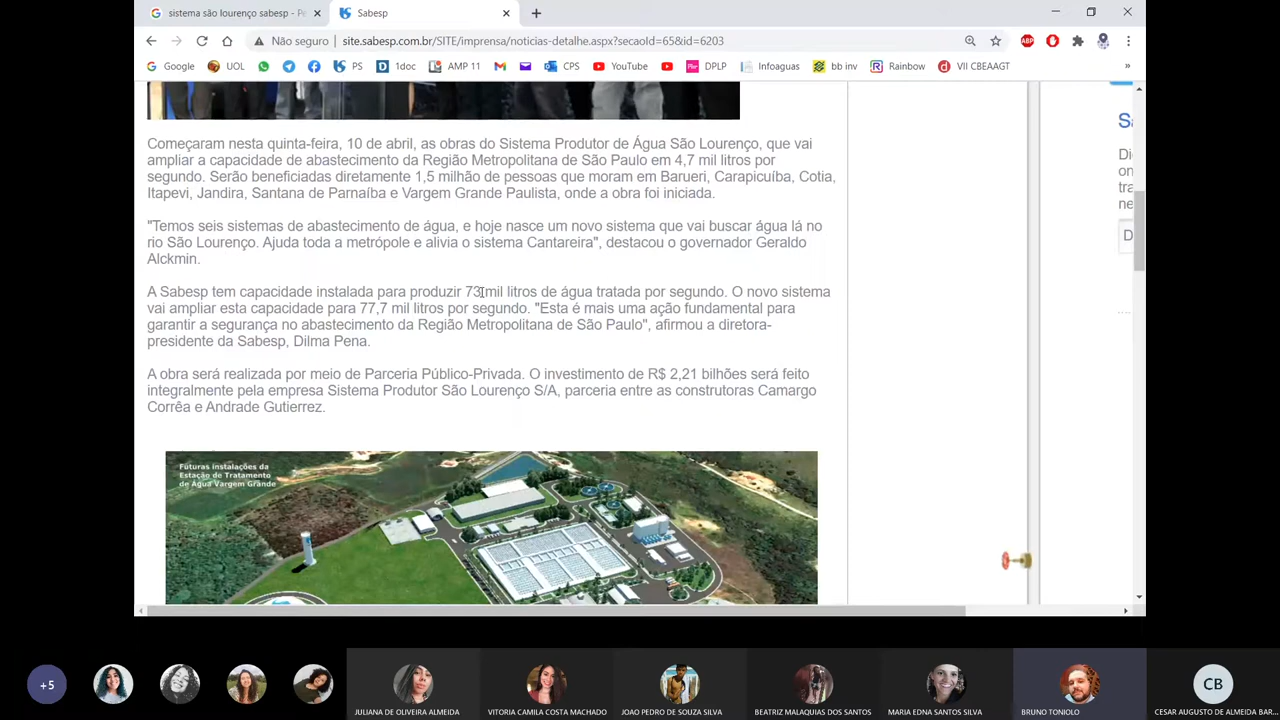 sistema são lourenço sabesp - Pe
Sabesp
Não seguro
site.sabesp.com.br/SITE/imprensa/noticias-detalhe.aspx?secaoId=65&id=6203
ABP
Google UOL PS 1doc AMP 11 CPS YouTube DPLP Infoaguas bb inv Rainbow VII CBEAAGT »
Começaram nesta quinta-feira, 10 de abril, as obras do Sistema Produtor de Água São Lourenço, que vai
ampliar a capacidade de abastecimento da Região Metropolitana de São Paulo em 4,7 mil litros por
segundo. Serão beneficiadas diretamente 1,5 milhão de pessoas que moram em Barueri, Carapicuíba, Cotia,
Itapevi, Jandira, Santana de Parnaíba e Vargem Grande Paulista, onde a obra foi iniciada.
"Temos seis sistemas de abastecimento de água, e hoje nasce um novo sistema que vai buscar água lá no
rio São Lourenço. Ajuda toda a metrópole e alivia o sistema Cantareira", destacou o governador Geraldo
Alckmin.
A Sabesp tem capacidade instalada para produzir 73 mil litros de água tratada por segundo. O novo sistema
vai ampliar esta capacidade para 77,7 mil litros por segundo. "Esta é mais uma ação fundamental para
garantir a segurança no abastecimento da Região Metropolitana de São Paulo", afirmou a diretora-
presidente da Sabesp, Dilma Pena.
A obra será realizada por meio de Parceria Público-Privada. O investimento de R$ 2,21 bilhões será feito
integralmente pela empresa Sistema Produtor São Lourenço S/A, parceria entre as construtoras Camargo
Corrêa e Andrade Gutierrez.
Futuras instalações da
Estação de Tratamento
de Água Vargem Grande
Di
on
tra
ne
D
+5
JULIANA DE OLIVEIRA ALMEIDA
VITORIA CAMILA COSTA MACHADO
JOAO PEDRO DE SOUZA SILVA
BEATRIZ MALAQUIAS DOS SANTOS
MARIA EDNA SANTOS SILVA
BRUNO TONIOLO
CB
CESAR AUGUSTO DE ALMEIDA BAR...